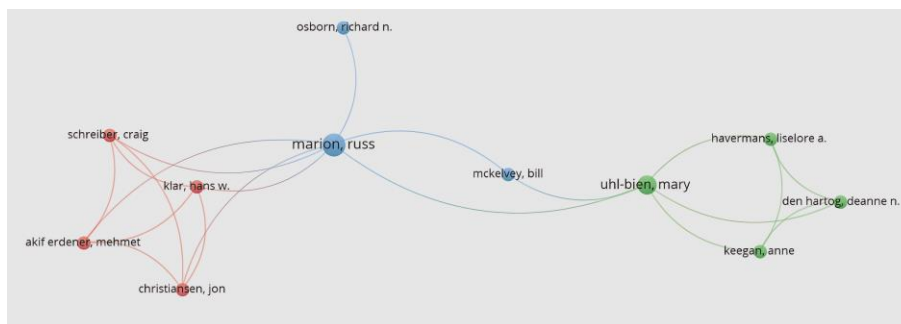 osborn, richard n.
schreiber, craig
marion, russ
havermans, liselore a.
mckelvey, bill
klar, hans w.
uhl-bien, mary
den hartog, deanne n.
akif erdener, mehmet
keegan, anne
christiansen, jon